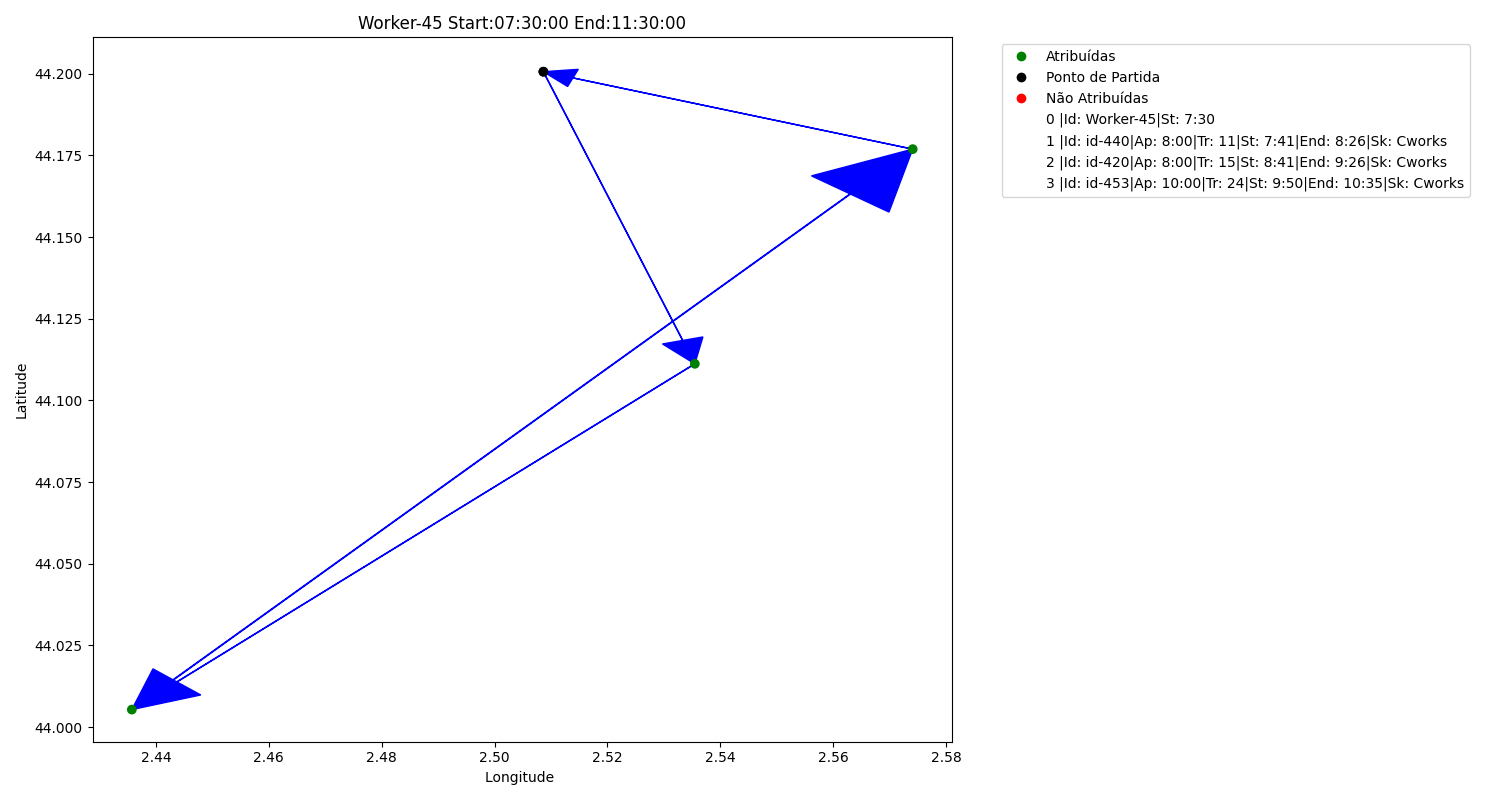 Worker-45 Start:07:30:00 End:11:30:00
44.200
44.175
44.150
44.125
44.100
44.075
44.050
44.025
44.000
Latitude
2.44 2.46 2.48 2.50 2.52 2.54 2.56 2.58
Longitude
Atribuídas
Ponto de Partida
Não Atribuídas
0 |Id: Worker-45|St: 7:30
1 |Id: id-440|Ap: 8:00|Tr: 11|St: 7:41|End: 8:26|Sk: Cworks
2 |Id: id-420|Ap: 8:00|Tr: 15|St: 8:41|End: 9:26|Sk: Cworks
3 |Id: id-453|Ap: 10:00|Tr: 24|St: 9:50|End: 10:35|Sk: Cworks